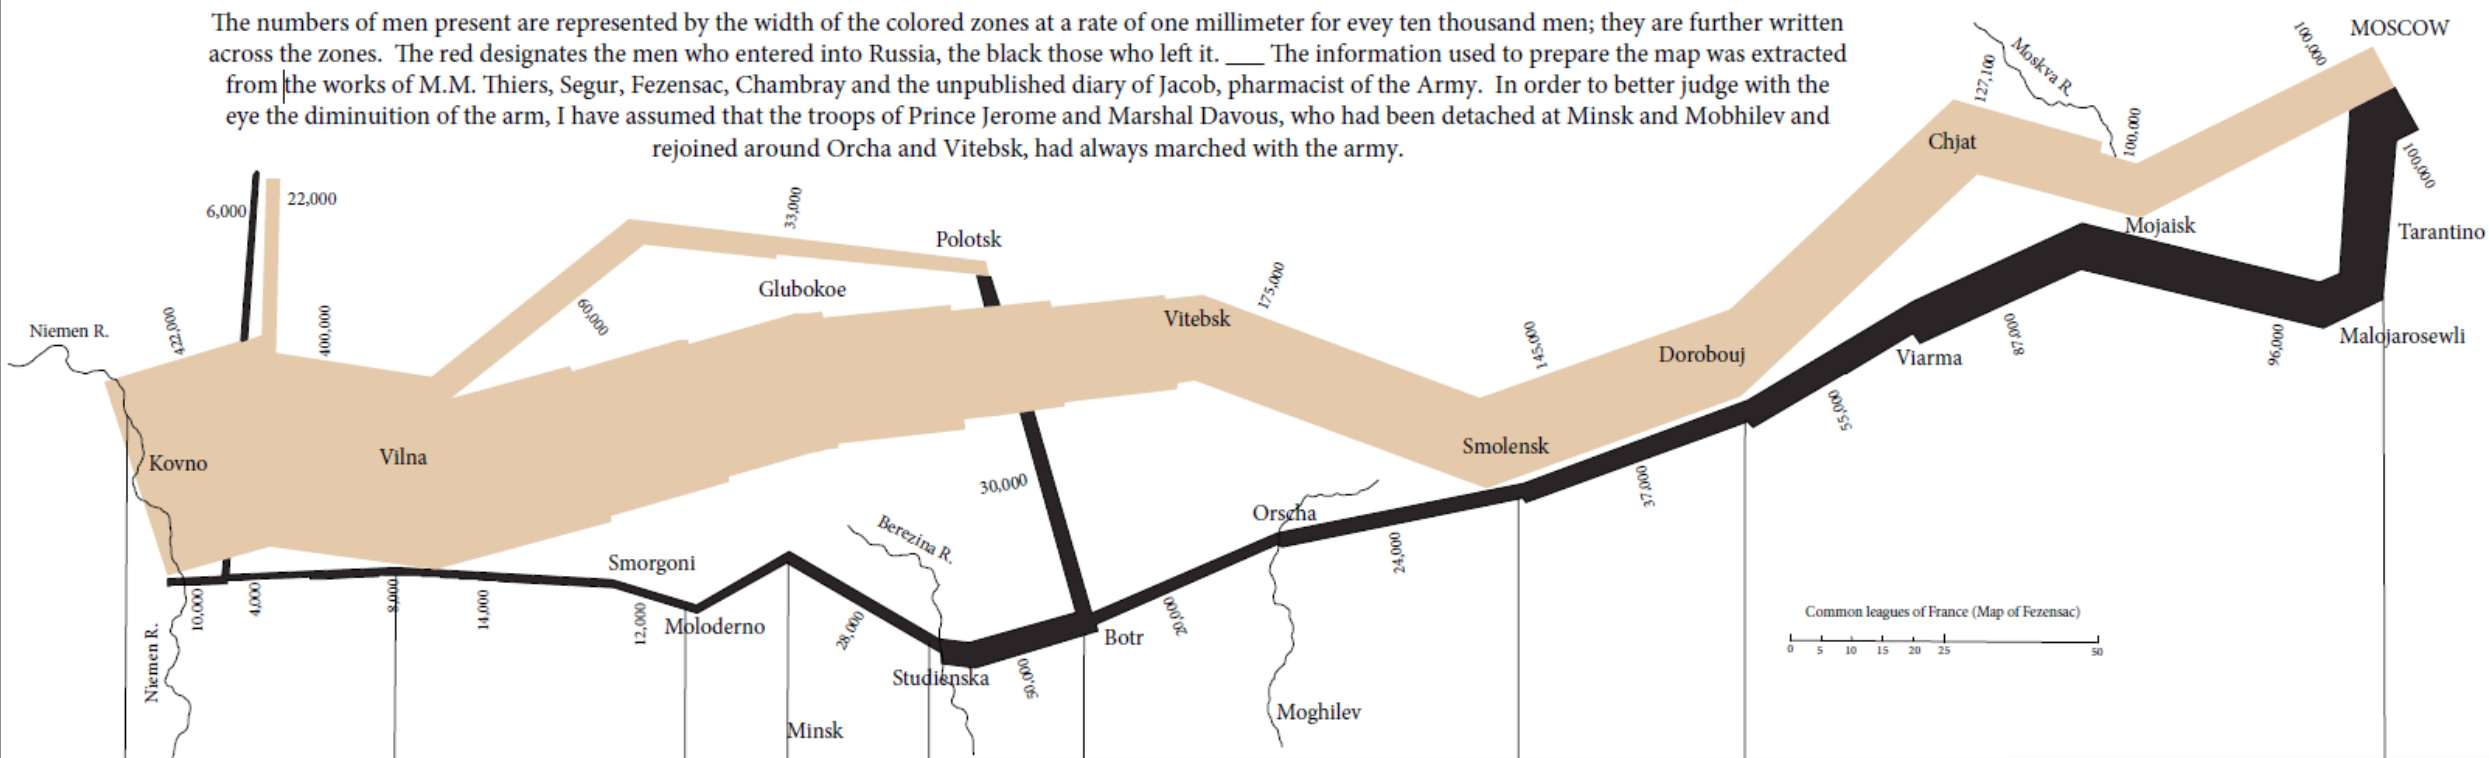 The numbers of men present are represented by the width of the colored zones at a rate of one millimeter for evey ten thousand men; they are further written
across the zones. The red designates the men who entered into Russia, the black those who left it. ___ The information used to prepare the map was extracted
from the works of M.M. Thiers, Segur, Fezensac, Chambray and the unpublished diary of Jacob, pharmacist of the Army. In order to better judge with the
eye the diminuition of the arm, I have assumed that the troops of Prince Jerome and Marshal Davous, who had been detached at Minsk and Mobhilev and
rejoined around Orcha and Vitebsk, had always marched with the army.
MOSCOW
100,000
Moskva R.
127,100
100.000
Chjat
100,000
Mojaisk
Tarantino
6,000
22,000
33,000
Polotsk
Glubokoe
60,000
175,000
Vitebsk
Niemen R.
422,000
400,000
145,000
Dorobouj
Viarma
87,000
96,000
Malojarosewli
55,000
Kovno
Vilna
Smolensk
30,000
37,000
Orscha
Berezina R.
24,000
Smorgoni
10,000
4,000
8,000
14,000
12,000
Moloderno
28,000
20,000
Botr
Niemen R.
Studienska
50,000
Minsk
Moghilev
Common leagues of France (Map of Fezensac)
0 5 10 15 20 25 50